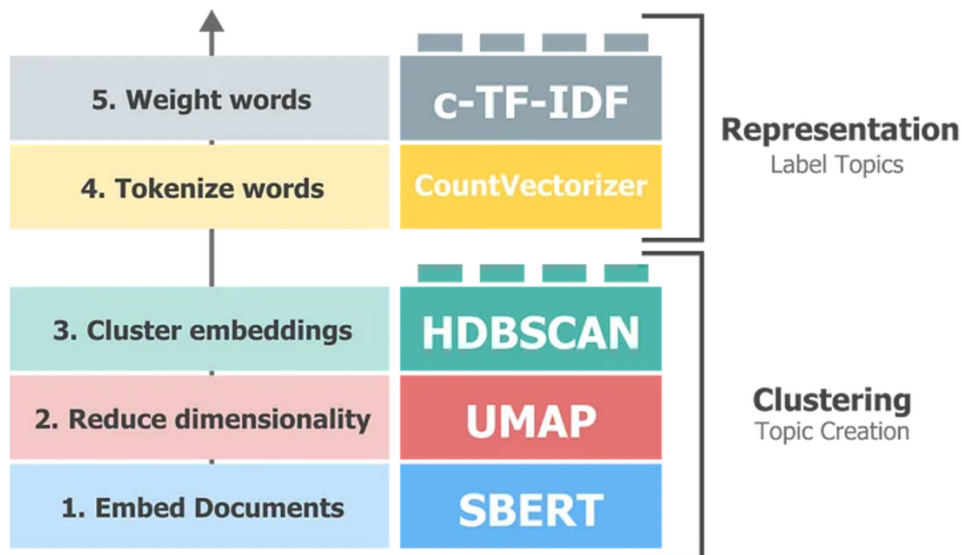 5. Weight words
c-TF-IDF
4. Tokenize words
CountVectorizer
Representation
Label Topics
3. Cluster embeddings
HDBSCAN
2. Reduce dimensionality
UMAP
1. Embed Documents
SBERT
Clustering
Topic Creation